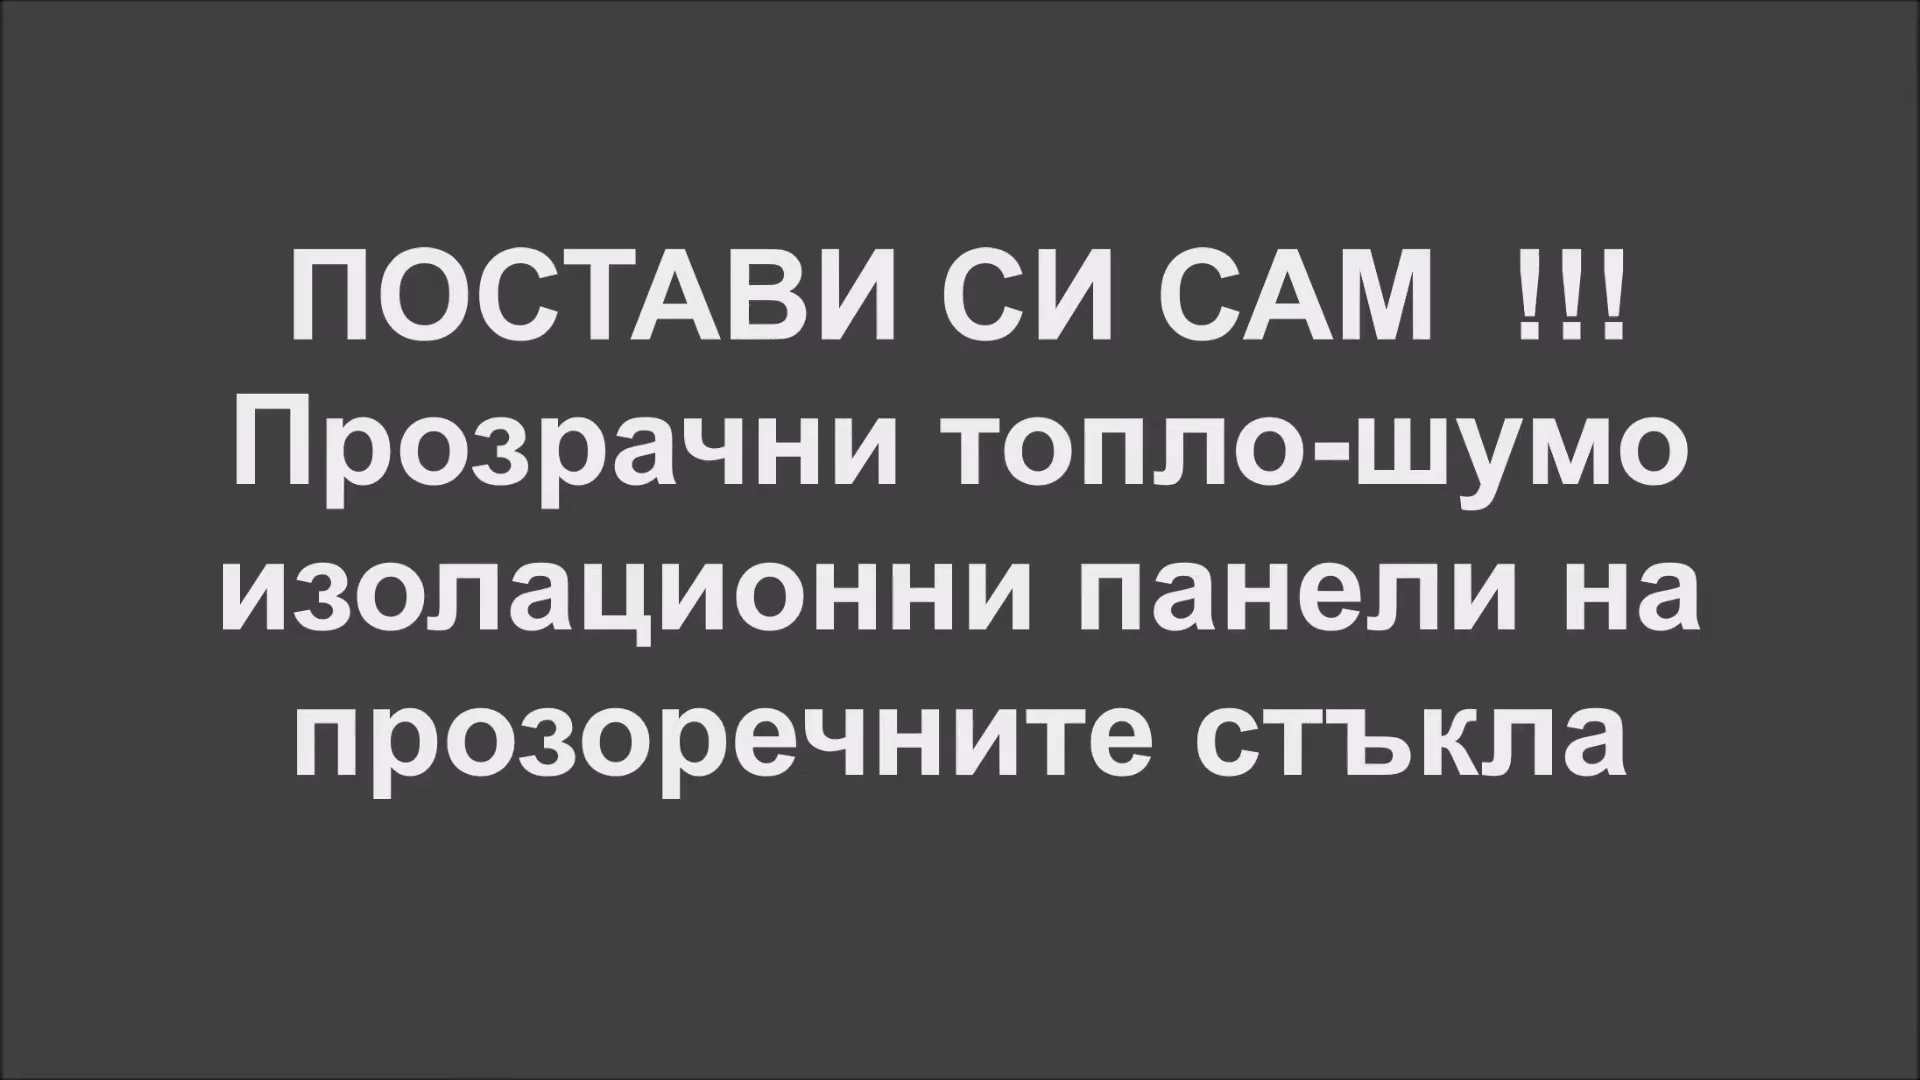 ПОСТАВИ СИ САМ  !!!
Прозрачни топло-шумо
изолационни панели на
прозоречните стъкла